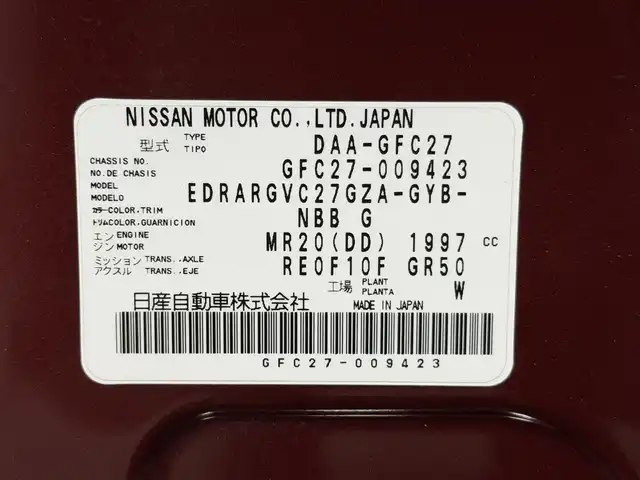 NISSAN MOTOR CO.,LTD.JAPAN
型式 TYPE TIPO DAA-GFC27
CHASSIS NO. NO.DE CHASIS GFC27-009423
MODEL MODELO EDRARGVC27GZA-GYB-
カラー COLOR,TRIM トリム COLOR,GUARNICION NBB G
エンジン ENGINE MOTOR MR20(DD) 1997 CC
ミッション アクスル TRANS.,AXLE TRANS.,EJE RE0F10F GR50
工場 PLANT PLANTA W
日産自動車株式会社 MADE IN JAPAN
GFC27-009423